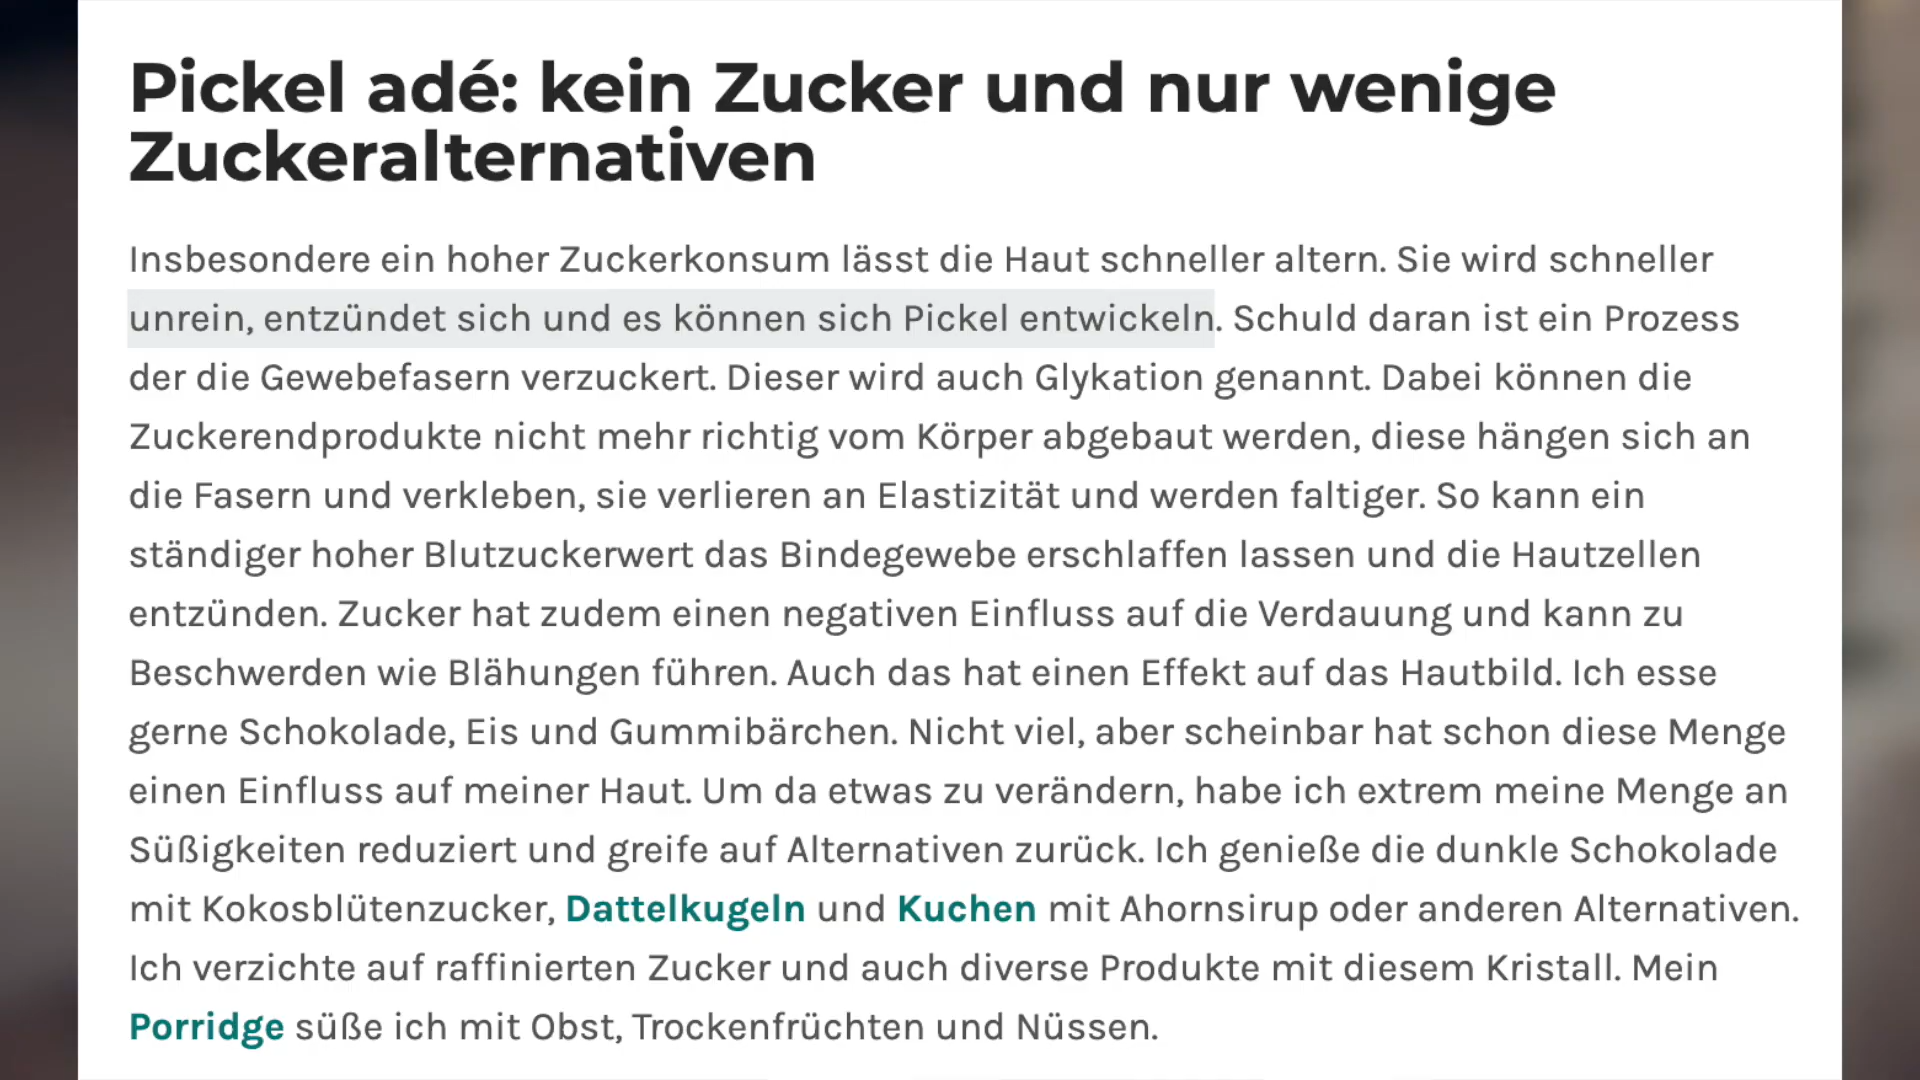 Pickel adé: kein Zucker und nur wenige
Zuckeralternativen
Insbesondere ein hoher Zuckerkonsum lässt die Haut schneller altern. Sie wird schneller
unrein, entzündet sich und es können sich Pickel entwickeln. Schuld daran ist ein Prozess
der die Gewebefasern verzuckert. Dieser wird auch Glykation genannt. Dabei können die
Zuckerendprodukte nicht mehr richtig vom Körper abgebaut werden, diese hängen sich an
die Fasern und verkleben, sie verlieren an Elastizität und werden faltiger. So kann ein
ständiger hoher Blutzuckerwert das Bindegewebe erschlaffen lassen und die Hautzellen
entzünden. Zucker hat zudem einen negativen Einfluss auf die Verdauung und kann zu
Beschwerden wie Blähungen führen. Auch das hat einen Effekt auf das Hautbild. Ich esse
gerne Schokolade, Eis und Gummibärchen. Nicht viel, aber scheinbar hat schon diese Menge
einen Einfluss auf meiner Haut. Um da etwas zu verändern, habe ich extrem meine Menge an
Süßigkeiten reduziert und greife auf Alternativen zurück. Ich genieße die dunkle Schokolade
mit Kokosblütenzucker, Dattelkugeln und Kuchen mit Ahornsirup oder anderen Alternativen.
Ich verzichte auf raffinierten Zucker und auch diverse Produkte mit diesem Kristall. Mein
Porridge süße ich mit Obst, Trockenfrüchten und Nüssen.